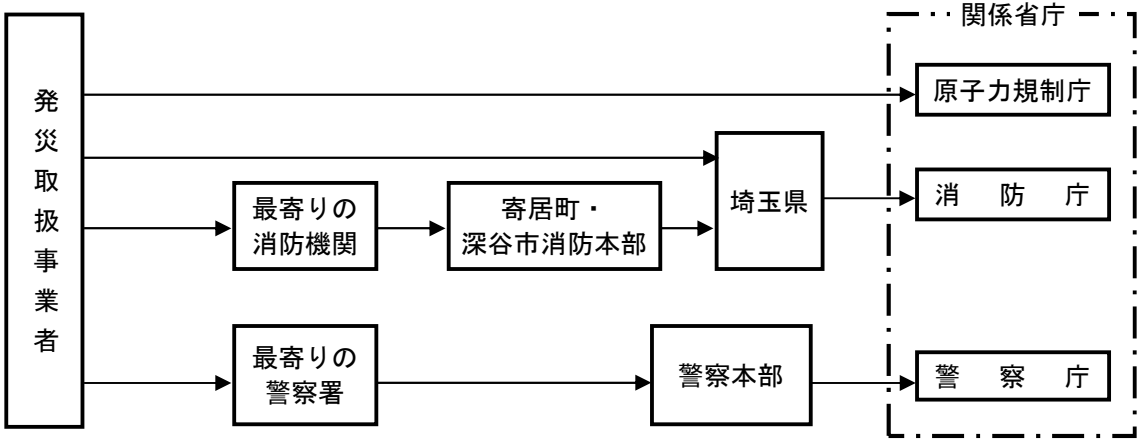 関係省庁
発災取扱事業者
原子力規制庁
埼玉県
消防庁
最寄りの
消防機関
寄居町・
深谷市消防本部
最寄りの
警察署
警察本部
警察庁